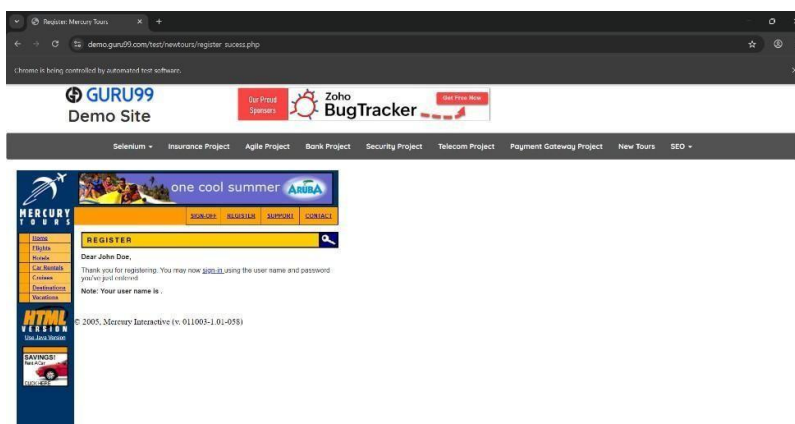 Register: Mercury Tours
demo.guru99.com/test/newtours/register_sucess.php
Chrome is being controlled by automated test software.
GURU99
Demo Site
Our Proud
Sponsors
Zoho
BugTracker
Get Free Now
Selenium Insurance Project Agile Project Bank Project Security Project Telecom Project Payment Gateway Project New Tours SEO
one cool summer ARUBA
MERCURY
TOURS
SIGN-OFF REGISTER SUPPORT CONTACT
Home
Flights
Hotels
Car Rentals
Cruises
Destinations
Vacations
REGISTER
Dear John Doe,
Thank you for registering. You may now sign-in using the user name and password
you've just entered.
Note: Your user name is .
HTML
VERSION
Use Java Version
© 2005, Mercury Interactive (v. 011003-1.01-058)
SAVINGS!
Rent A Car
CLICK HERE